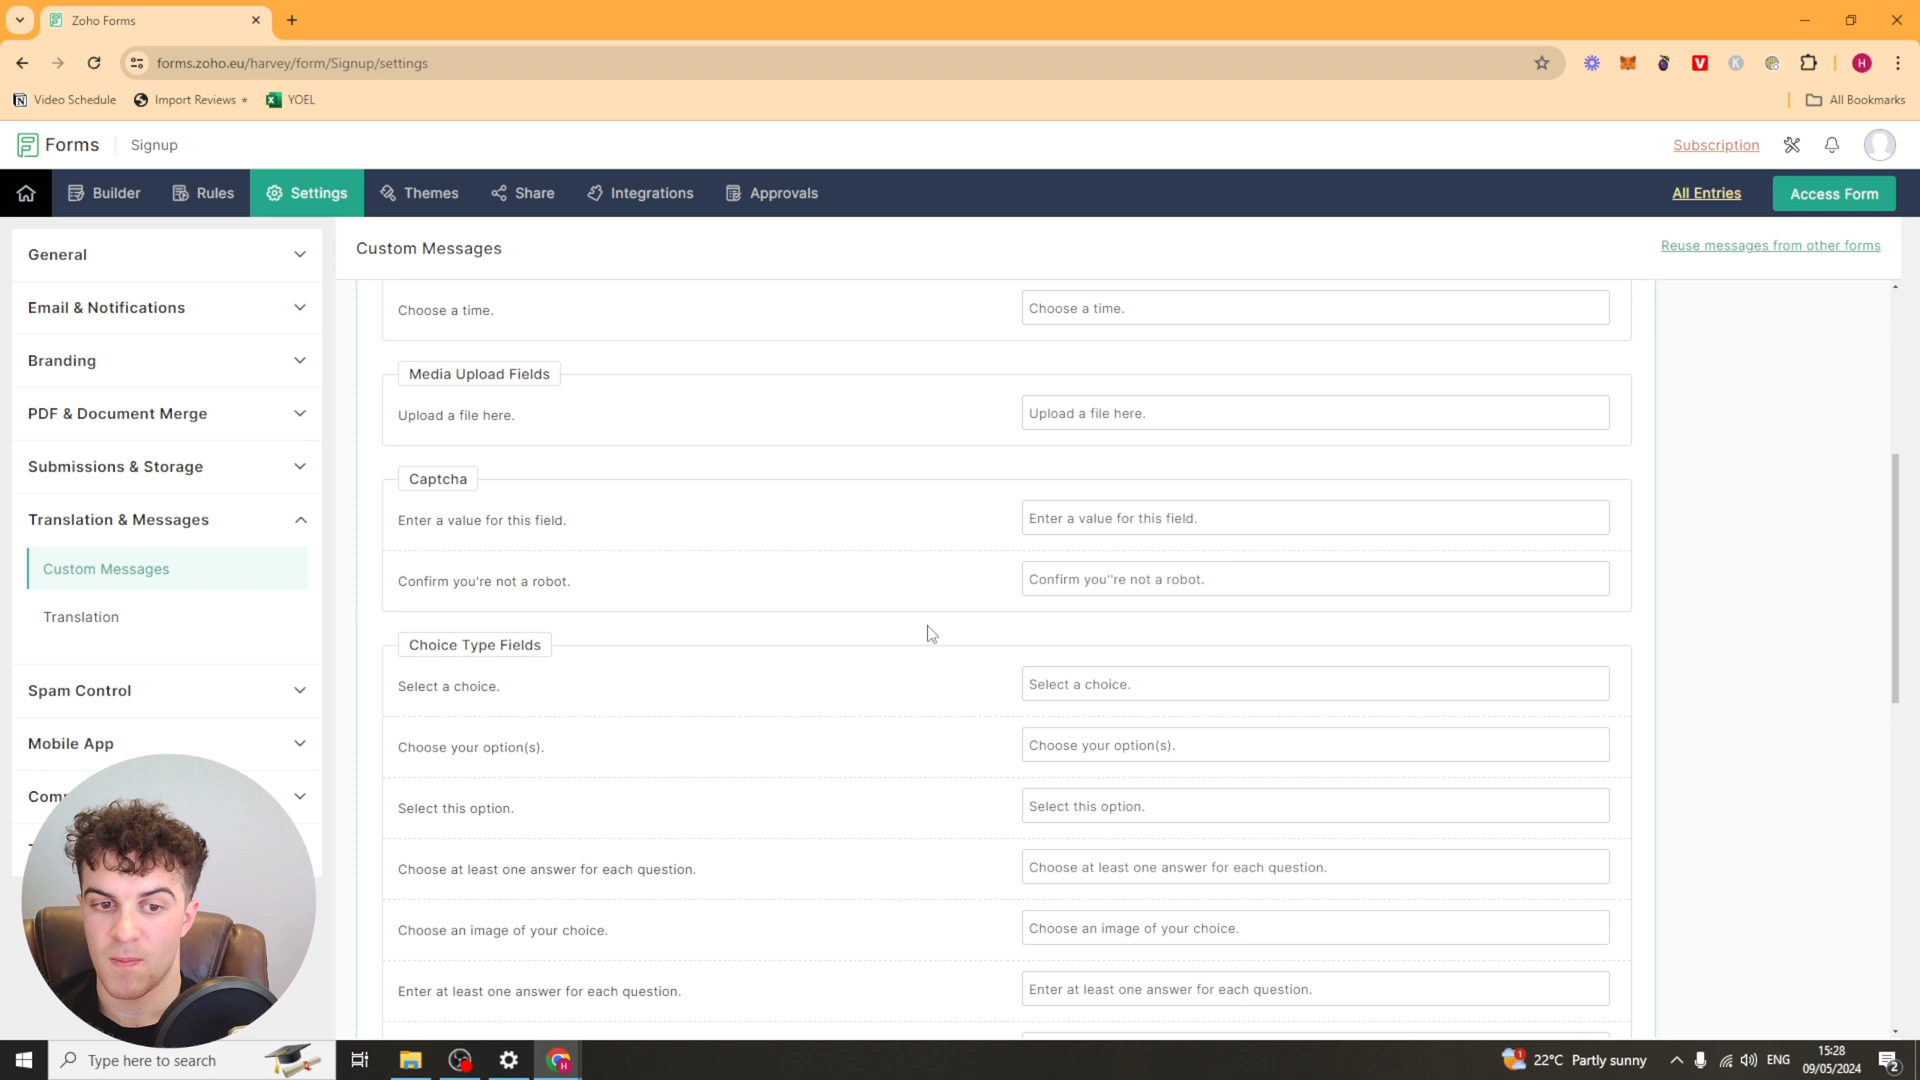 Zoho Forms
forms.zoho.eu/harvey/form/Signup/settings
Video Schedule
Import Reviews
YOEL
All Bookmarks
Forms
Signup
Subscription
Builder
Rules
Settings
Themes
Share
Integrations
Approvals
All Entries
Access Form
General
Email & Notifications
Branding
PDF & Document Merge
Submissions & Storage
Translation & Messages
Custom Messages
Translation
Spam Control
Mobile App
Custom Messages
Reuse messages from other forms
Choose a time.
Choose a time.
Media Upload Fields
Upload a file here.
Upload a file here.
Captcha
Enter a value for this field.
Enter a value for this field.
Confirm you're not a robot.
Confirm you''re not a robot.
Choice Type Fields
Select a choice.
Select a choice.
Choose your option(s).
Choose your option(s).
Select this option.
Select this option.
Choose at least one answer for each question.
Choose at least one answer for each question.
Choose an image of your choice.
Choose an image of your choice.
Enter at least one answer for each question.
Enter at least one answer for each question.
Type here to search
22°C Partly sunny
ENG
15:28
09/05/2024
2